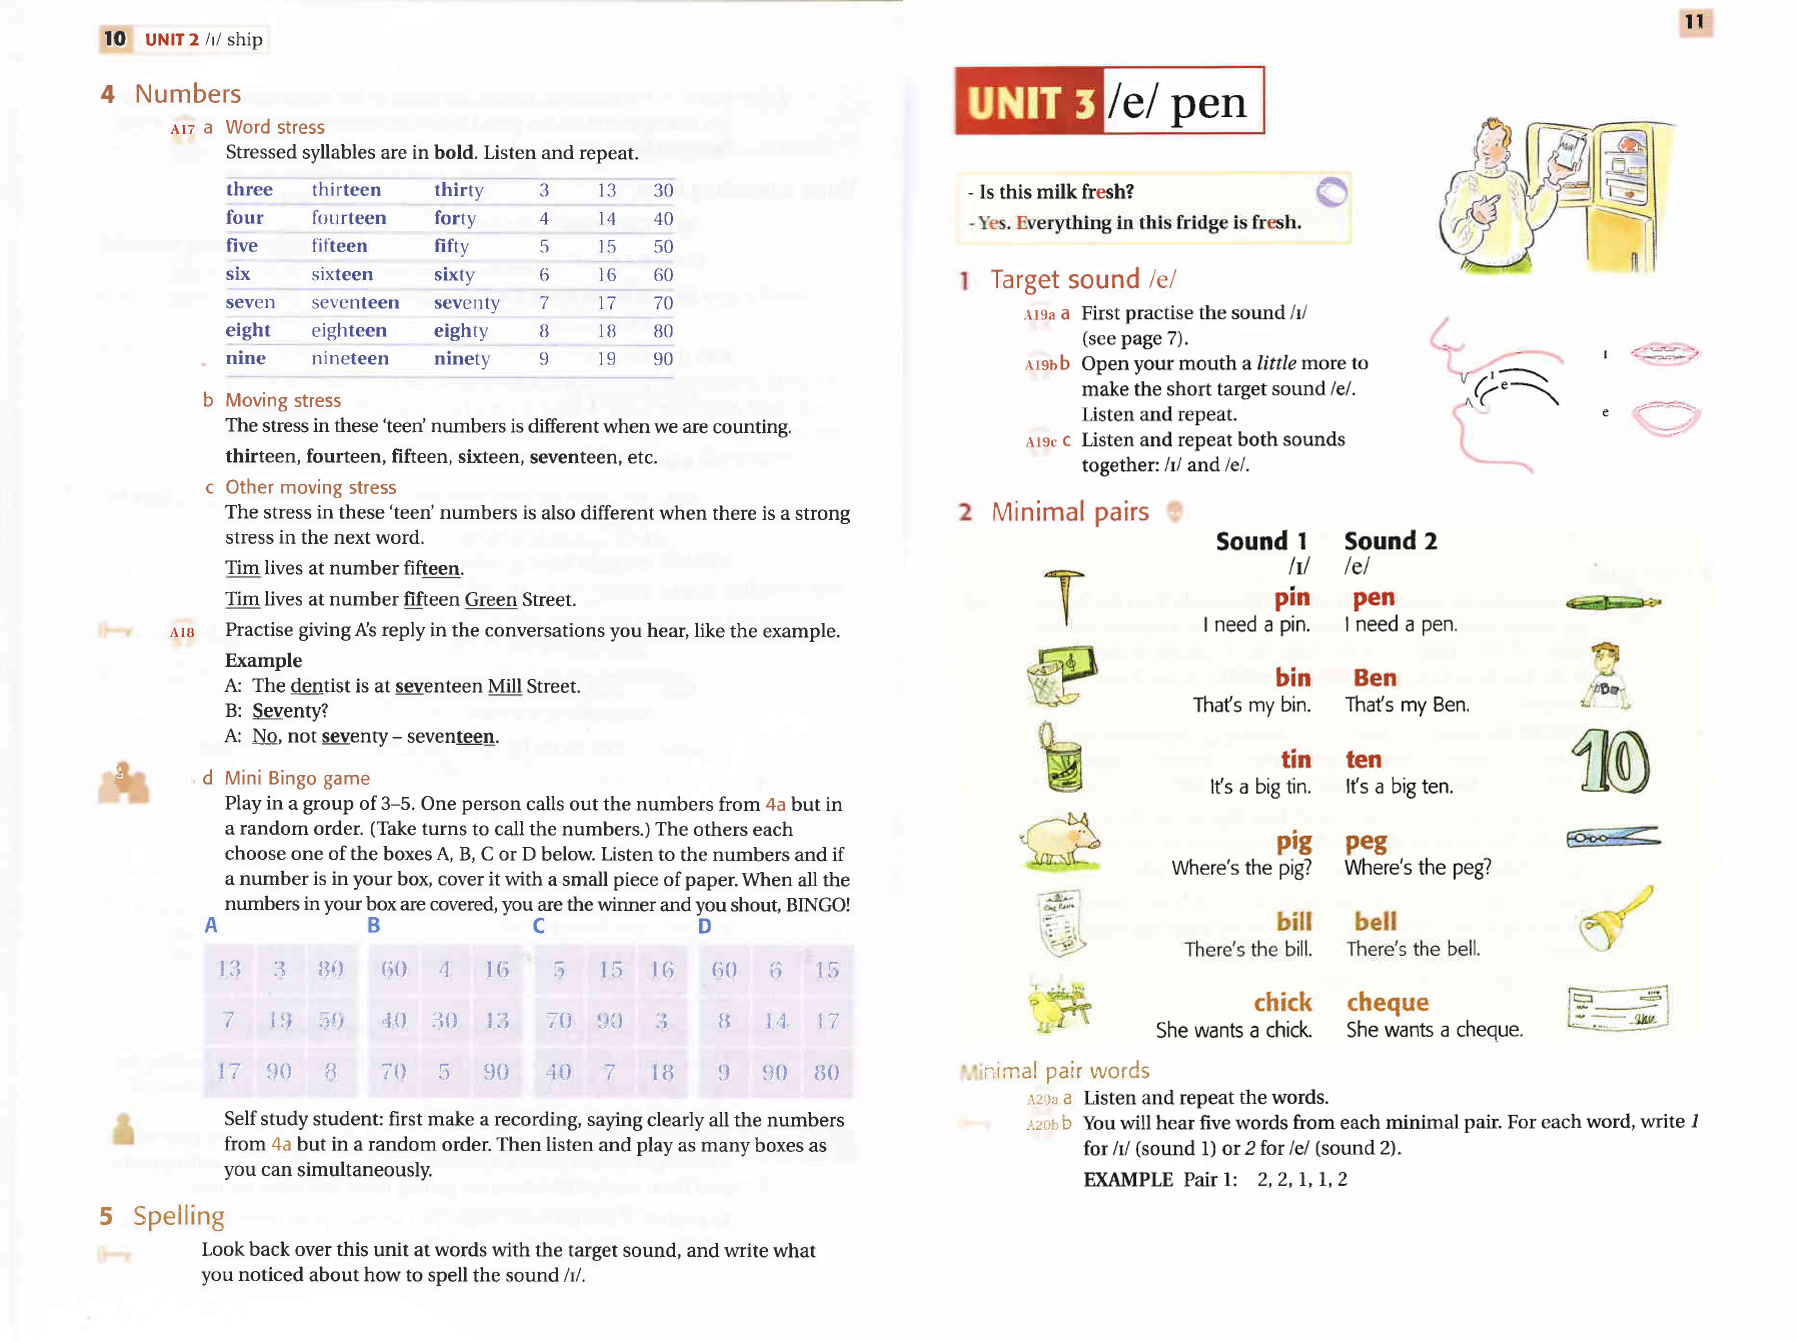 10 UNIT 2 /ɪ/ ship
4 Numbers
A17 a Word stress
Stressed syllables are in bold. Listen and repeat.
three thirteen thirty 3 13 30
four fourteen forty 4 14 40
five fifteen fifty 5 15 50
six sixteen sixty 6 16 60
seven seventeen seventy 7 17 70
eight eighteen eighty 8 18 80
nine nineteen ninety 9 19 90
b Moving stress
The stress in these ‘teen’ numbers is different when we are counting.
thirteen, fourteen, fifteen, sixteen, seventeen, etc.
c Other moving stress
The stress in these ‘teen’ numbers is also different when there is a strong
stress in the next word.
Tim lives at number fifteen.
Tim lives at number fifteen Green Street.
A18 Practise giving A’s reply in the conversations you hear, like the example.
Example
A: The dentist is at seventeen Mill Street.
B: Seventy?
A: No, not seventy – seventeen.
d Mini Bingo game
Play in a group of 3–5. One person calls out the numbers from 4a but in
a random order. (Take turns to call the numbers.) The others each
choose one of the boxes A, B, C or D below. Listen to the numbers and if
a number is in your box, cover it with a small piece of paper. When all the
numbers in your box are covered, you are the winner and you shout, BINGO!
A B C D
13 3 80 60 4 16 5 15 16 60 6 15
7 19 50 40 30 13 70 90 3 8 14 17
17 90 8 70 5 90 40 7 18 9 90 80
Self study student: first make a recording, saying clearly all the numbers
from 4a but in a random order. Then listen and play as many boxes as
you can simultaneously.
5 Spelling
Look back over this unit at words with the target sound, and write what
you noticed about how to spell the sound /ɪ/.
11
UNIT 3 /e/ pen
- Is this milk fresh?
- Yes. Everything in this fridge is fresh.
1 Target sound /e/
A19a a First practise the sound /ɪ/
(see page 7).
A19b b Open your mouth a little more to
make the short target sound /e/.
Listen and repeat.
A19c c Listen and repeat both sounds
together: /ɪ/ and /e/.
ɪ
e
ɪ
e
2 Minimal pairs
Sound 1 Sound 2
/ɪ/ /e/
pin pen
I need a pin. I need a pen.
bin Ben
That’s my bin. That’s my Ben.
Ben
tin ten
It’s a big tin. It’s a big ten.
10
pig peg
Where’s the pig? Where’s the peg?
bill bell
There’s the bill. There’s the bell.
chick cheque
She wants a chick. She wants a cheque.
Minimal pair words
A20a a Listen and repeat the words.
A20b b You will hear five words from each minimal pair. For each word, write 1
for /ɪ/ (sound 1) or 2 for /e/ (sound 2).
EXAMPLE Pair 1: 2, 2, 1, 1, 2